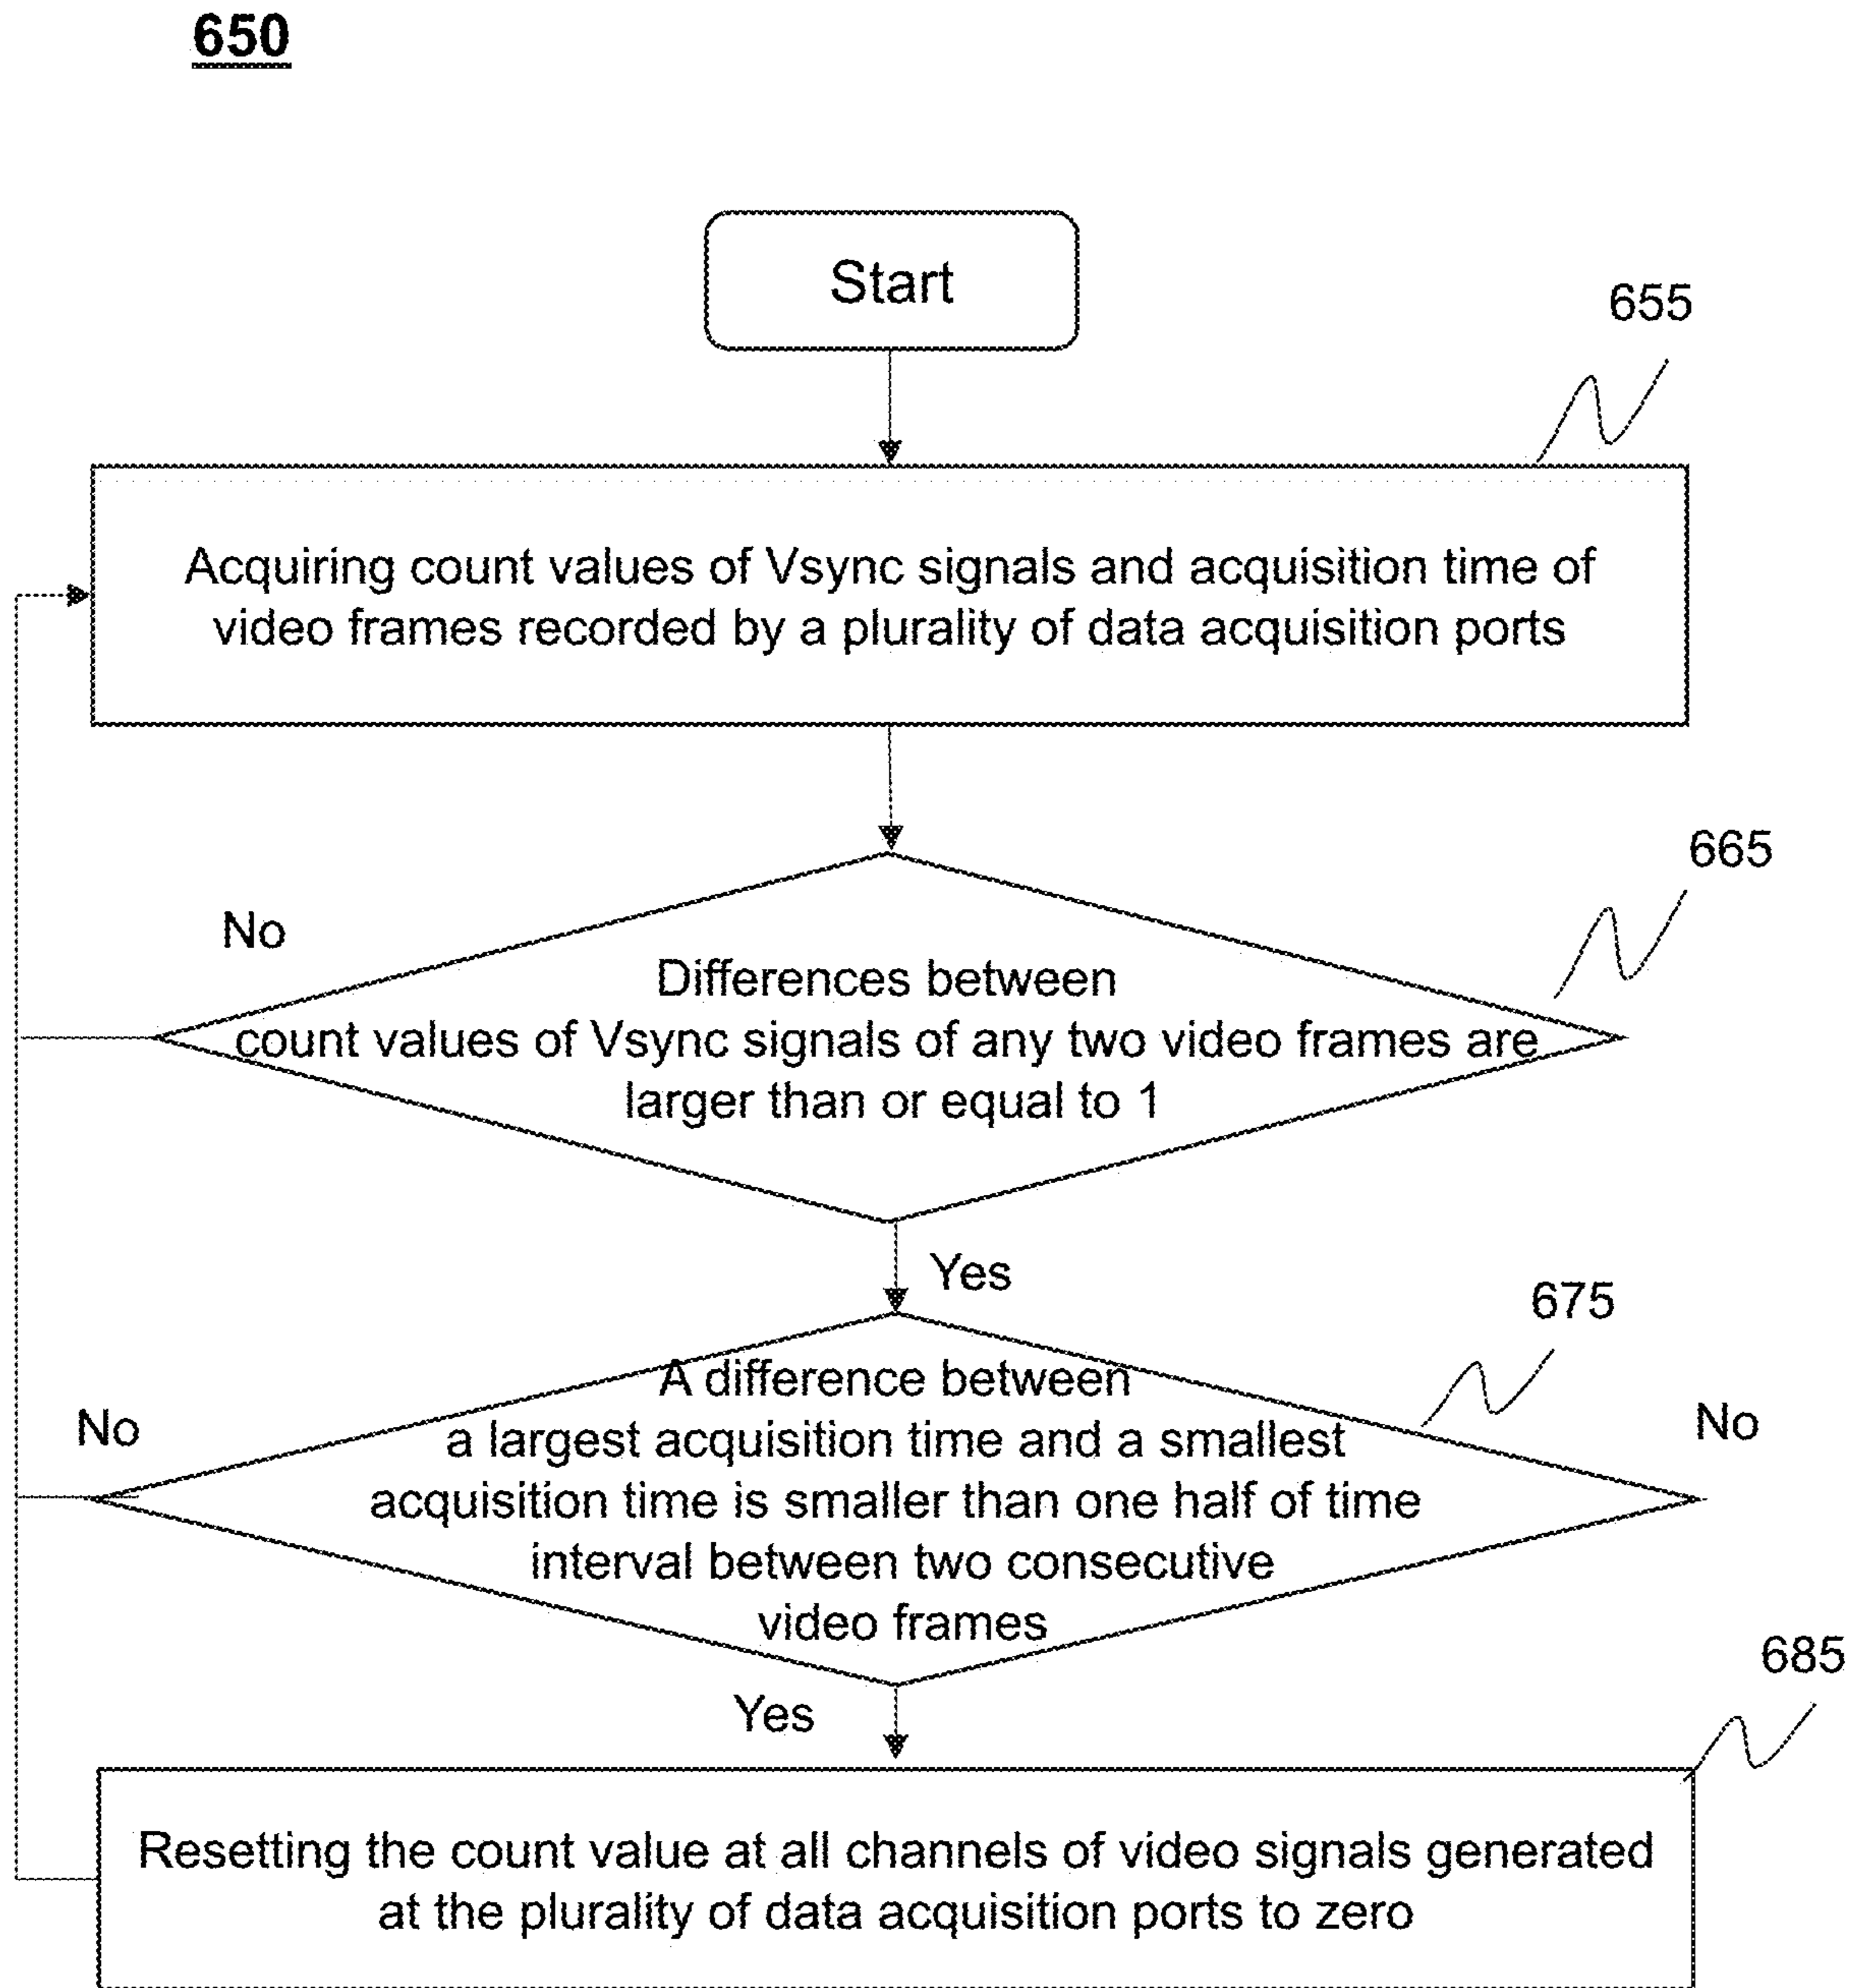 650
Start
655
Acquiring count values of Vsync signals and acquisition time of
video frames recorded by a plurality of data acquisition ports
665
No
Differences between
count values of Vsync signals of any two video frames are
larger than or equal to 1
Yes
675
No
No
A difference between
a largest acquisition time and a smallest
acquisition time is smaller than one half of time
interval between two consecutive
video frames
685
Yes
Resetting the count value at all channels of video signals generated
at the plurality of data acquisition ports to zero